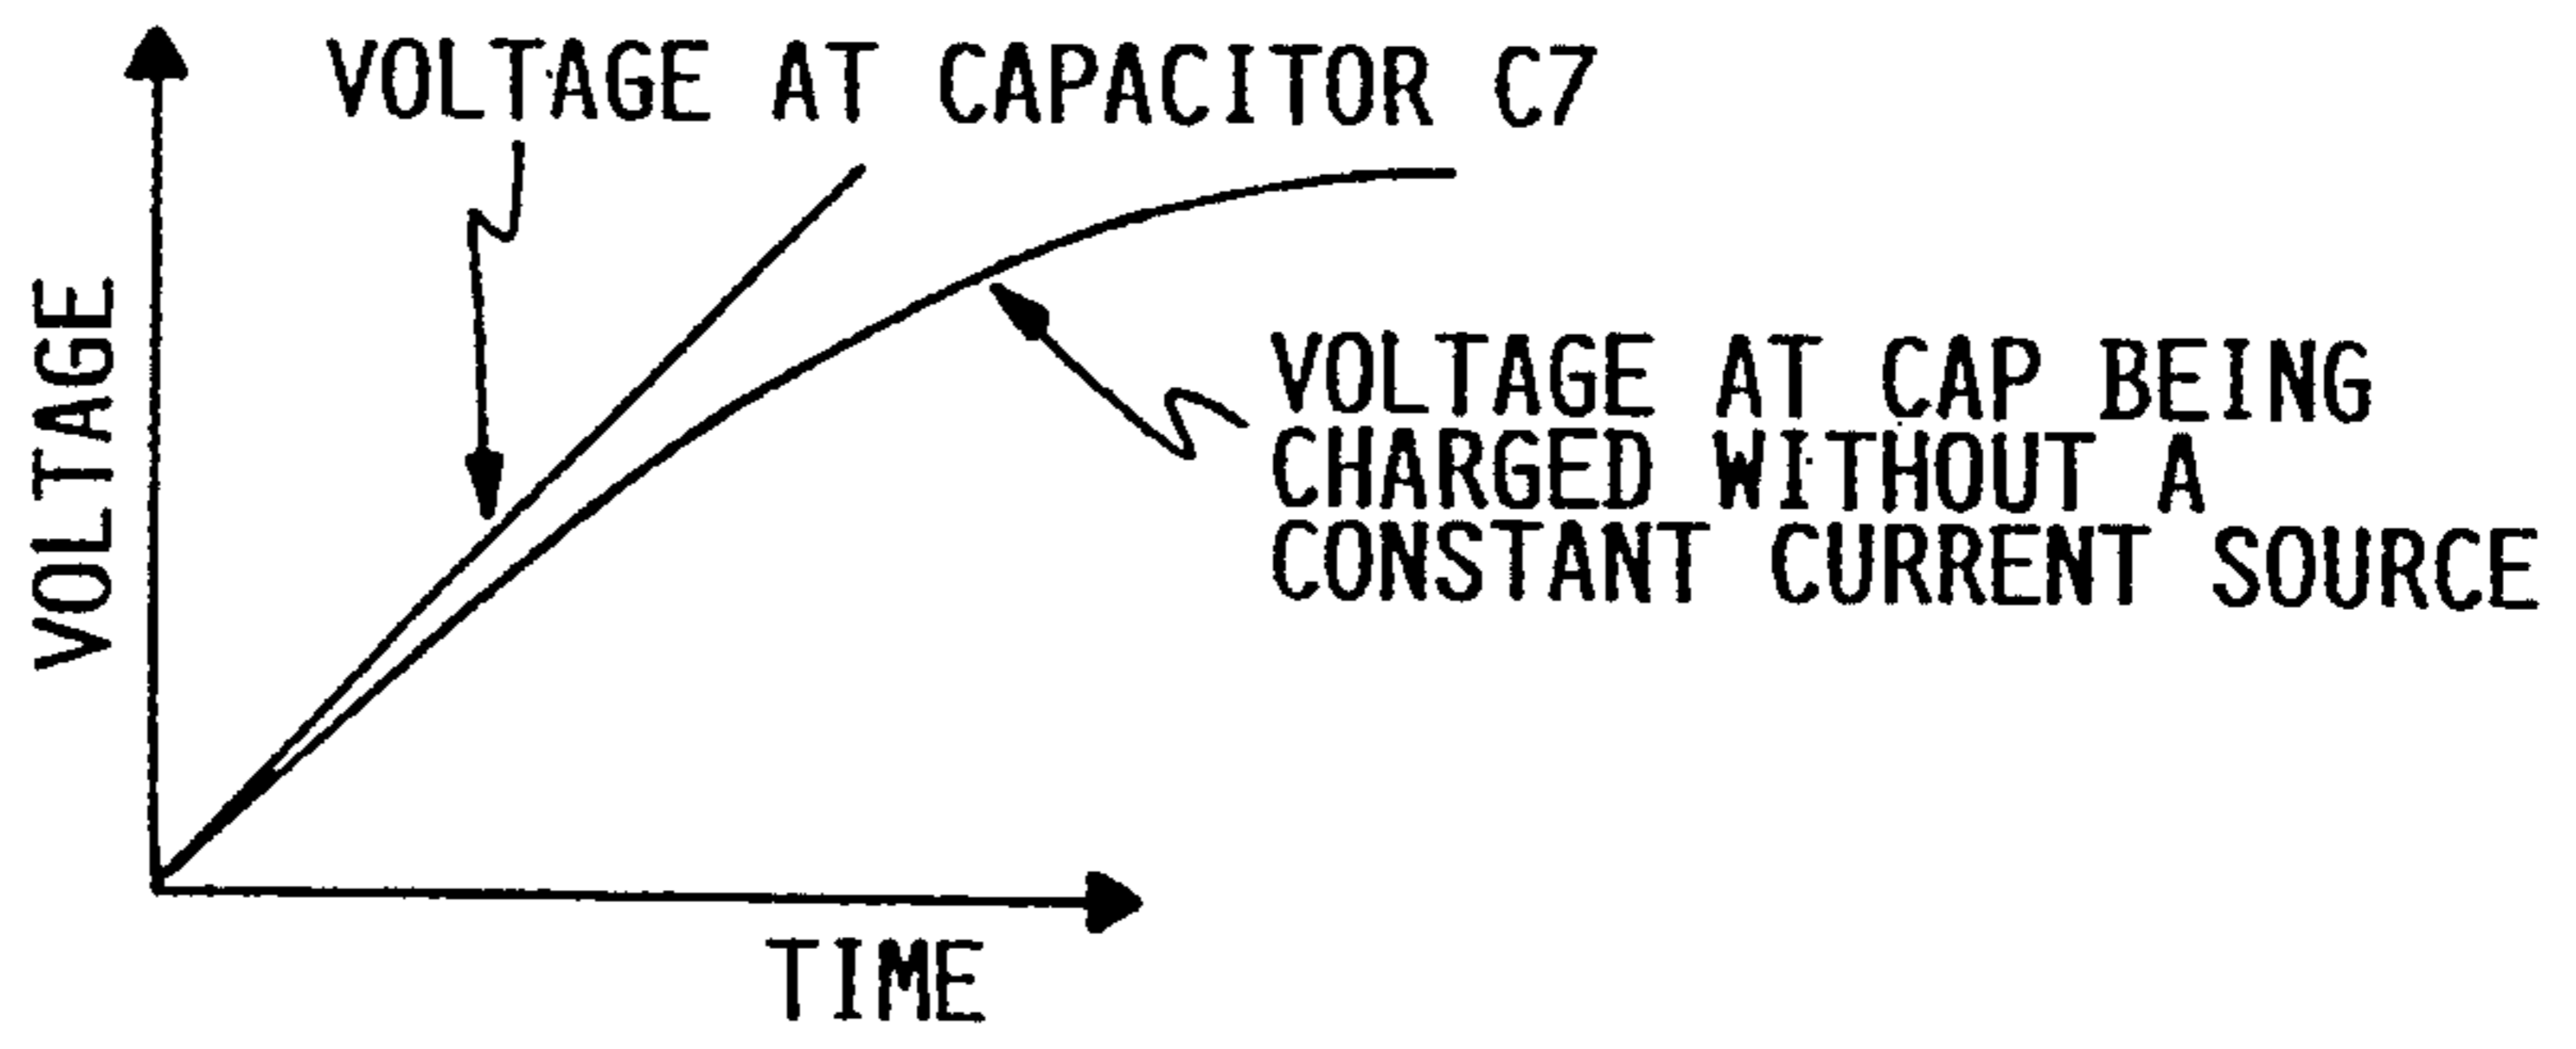 VOLTAGE AT CAPACITOR C7
VOLTAGE
VOLTAGE AT CAP BEING
CHARGED WITHOUT A
CONSTANT CURRENT SOURCE
TIME